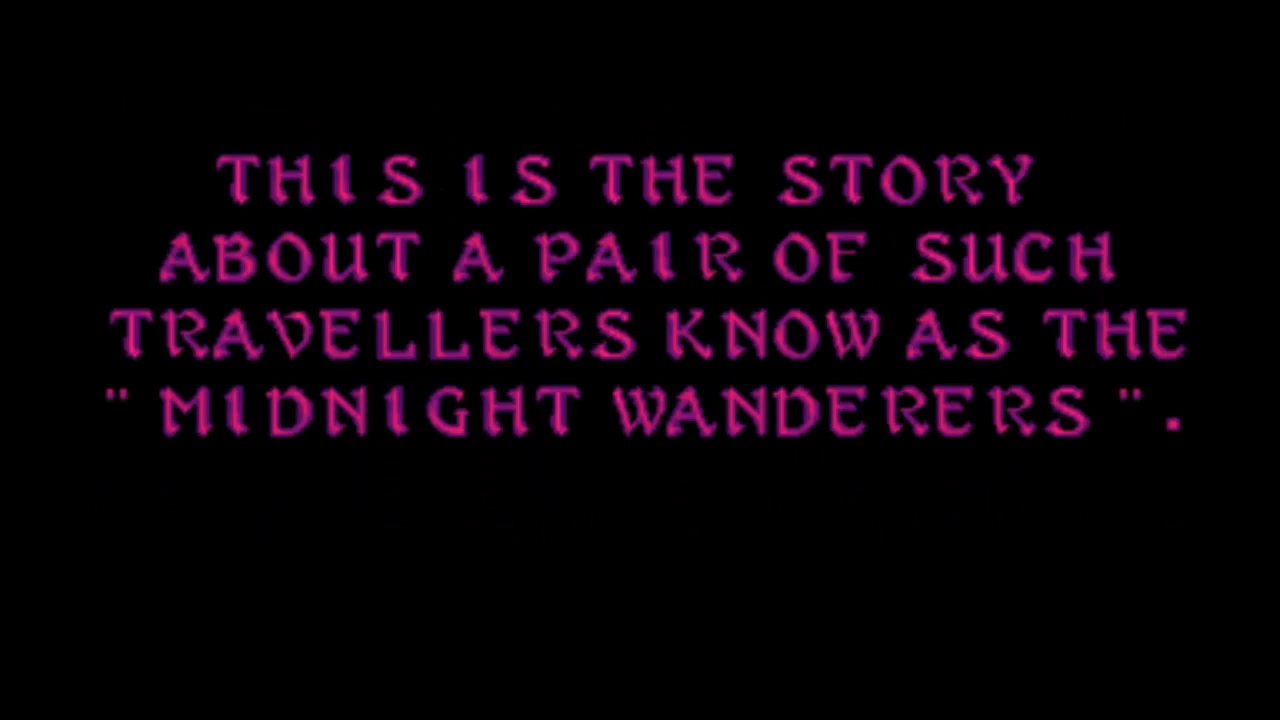 THIS IS THE STORY
ABOUT A PAIR OF SUCH
TRAVELLERS KNOW AS THE
"MIDNIGHT WANDERERS".